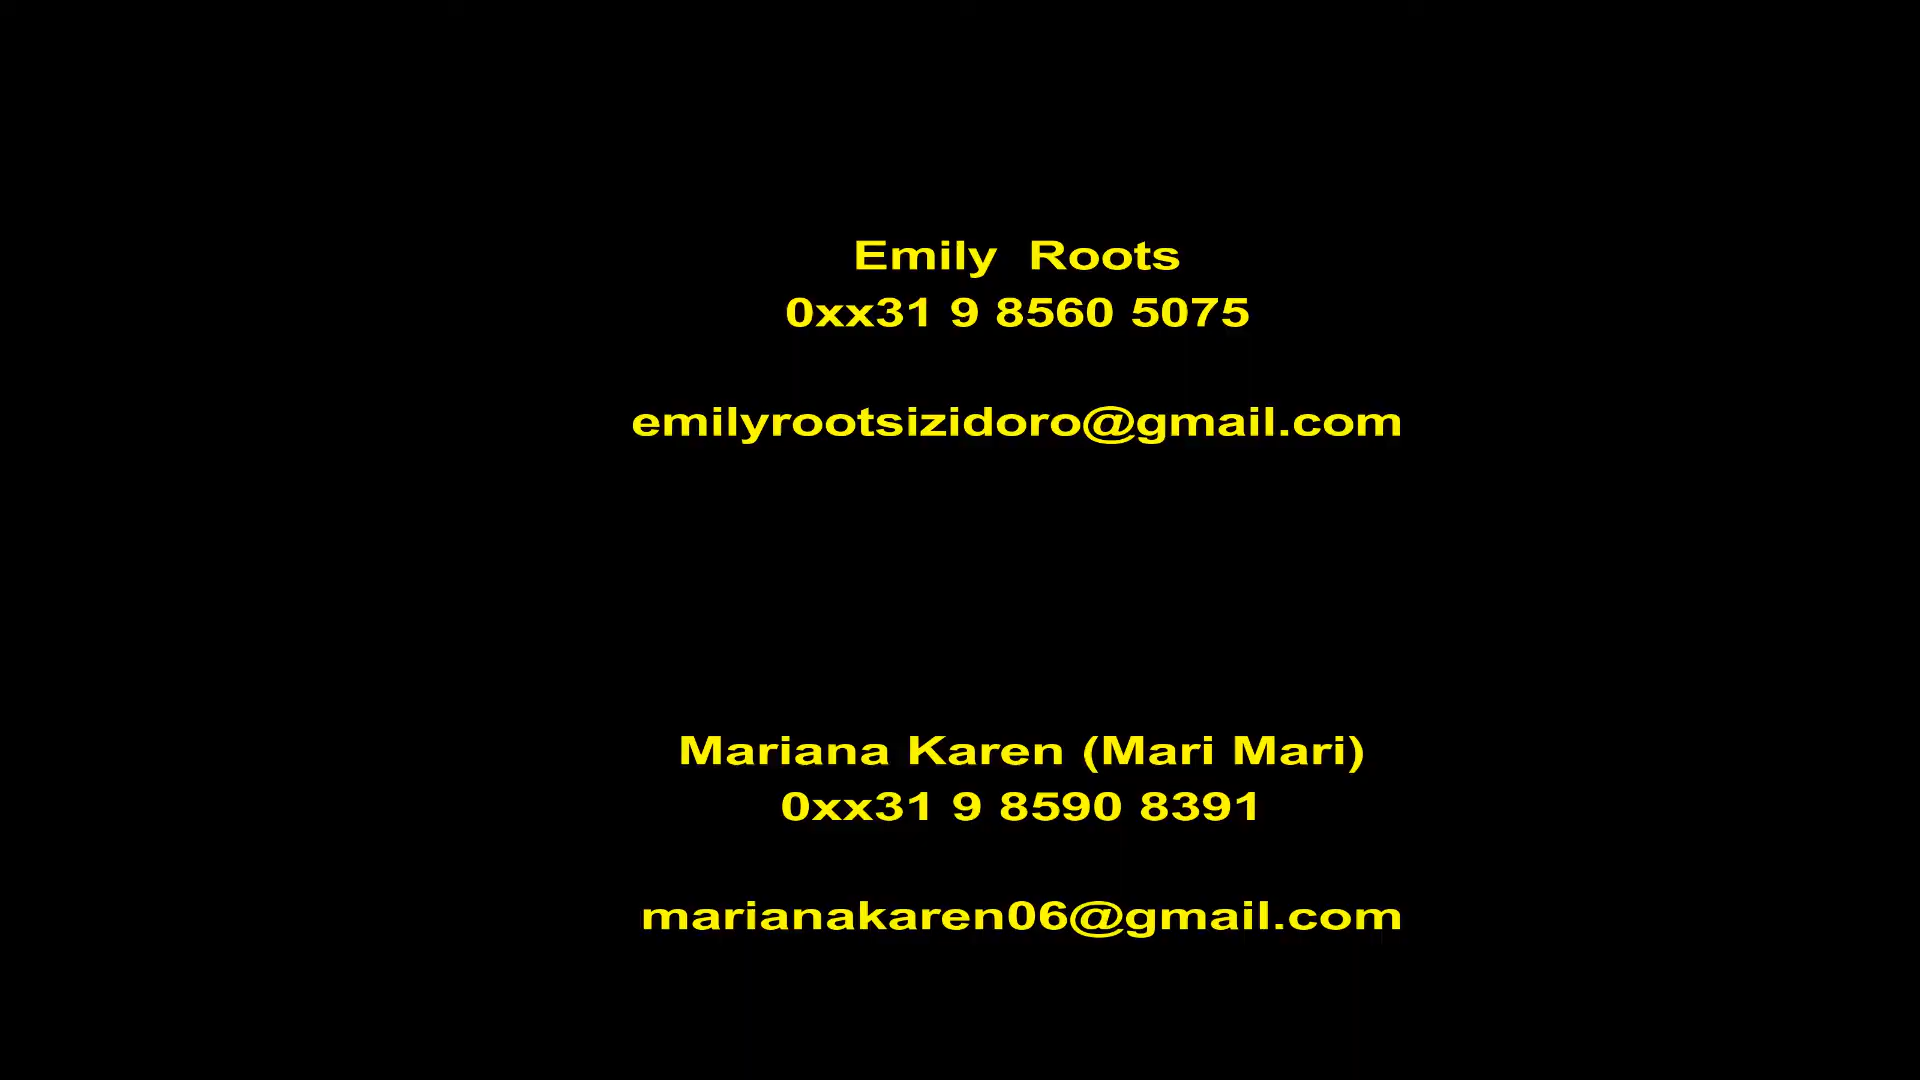 Emily  Roots
0xx31 9 8560 5075
emilyrootsizidoro@gmail.com
Mariana Karen (Mari Mari)
0xx31 9 8590 8391
marianakaren06@gmail.com